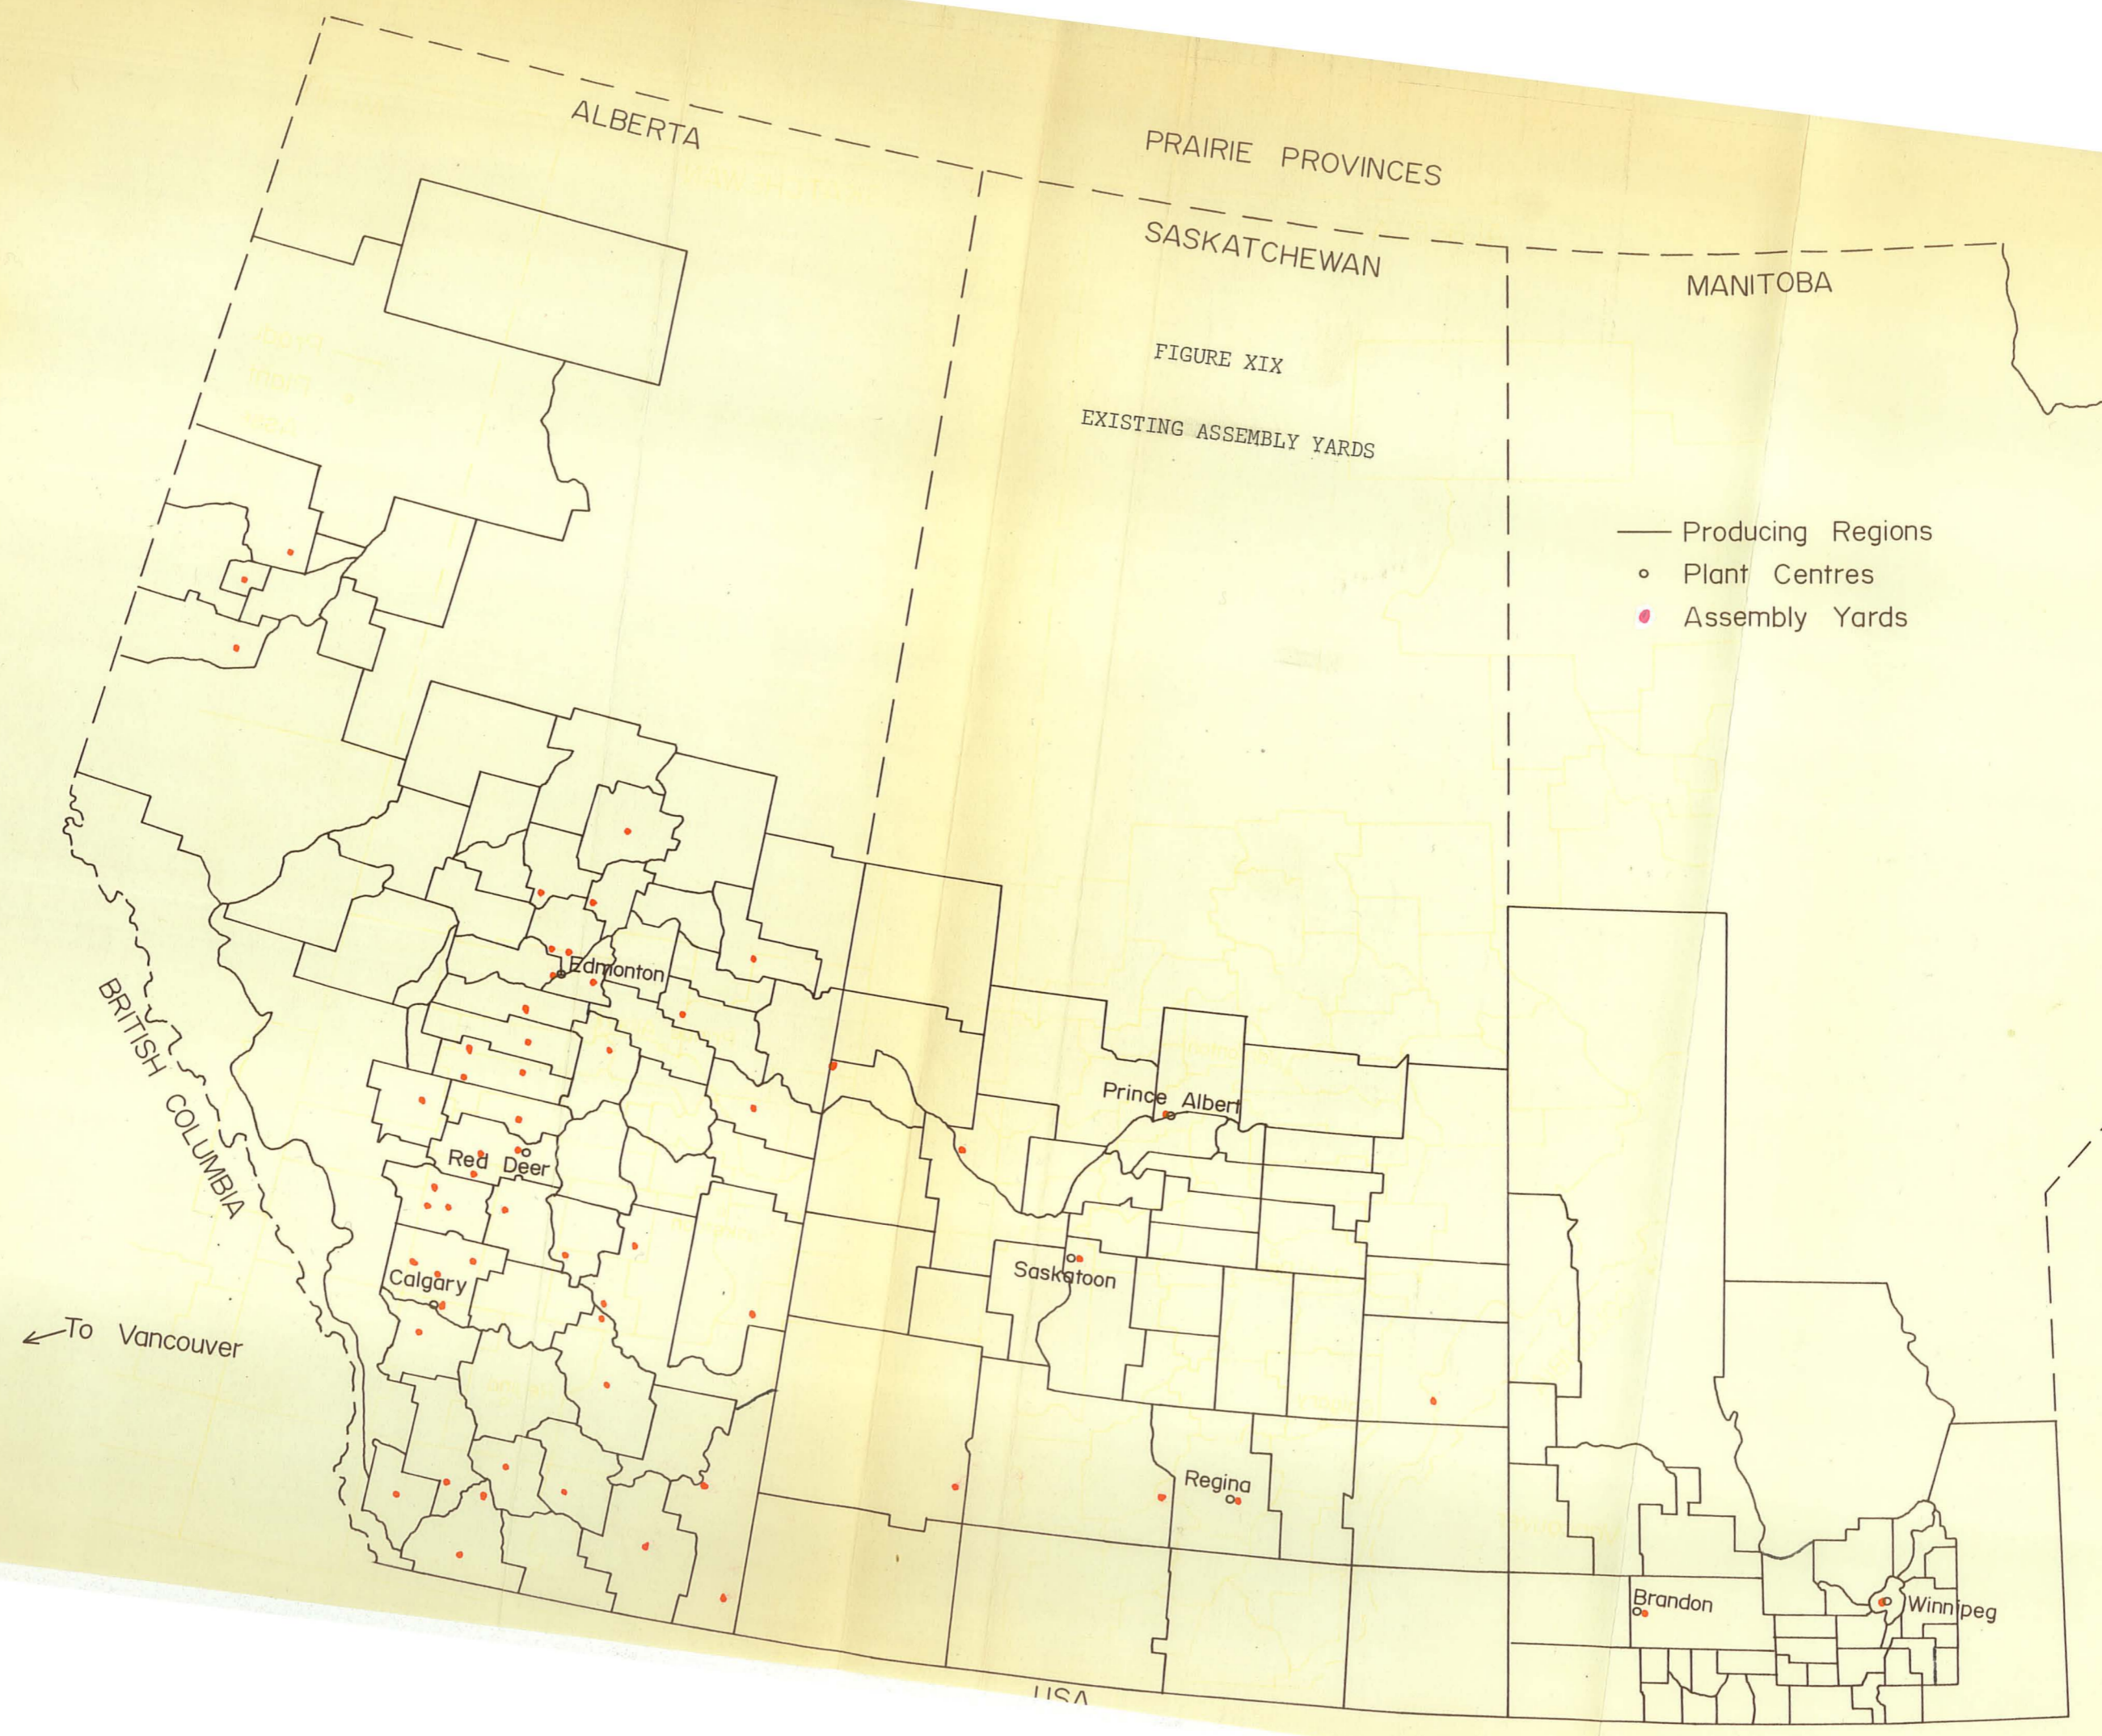 ALBERTA
PRAIRIE PROVINCES
SASKATCHEWAN
MANITOBA
FIGURE XIX
EXISTING ASSEMBLY YARDS
Producing Regions
Plant Centres
Assembly Yards
Edmonton
BRITISH COLUMBIA
Prince Albert
Red Deer
Saskatoon
Calgary
To Vancouver
Regina
Brandon
Winnipeg
USA